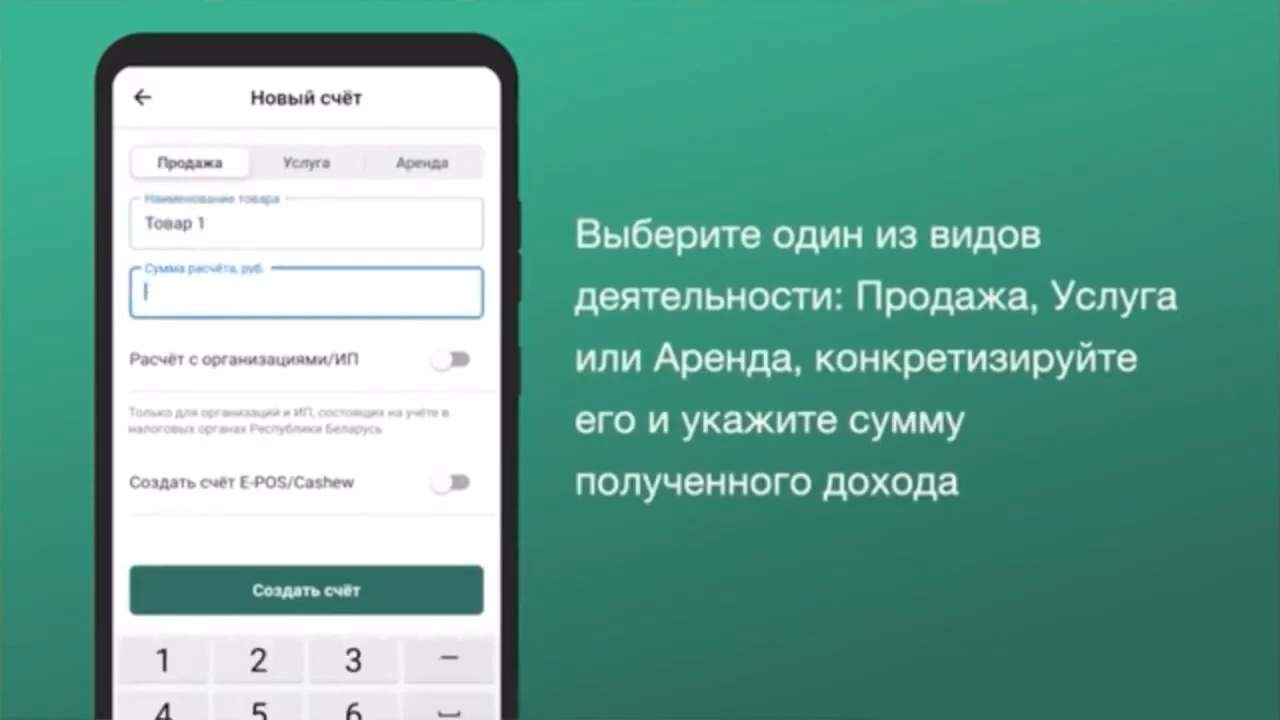 Новый счёт
Продажа
Услуга
Аренда
Наименование товара
Товар 1
Сумма расчёта, руб.
Расчёт с организациями/ИП
Только для организаций и ИП, состоящих на учёте в
налоговых органах Республики Беларусь
Создать счёт E-POS/Cashew
Создать счёт
1 2 3 –
4 5 6
Выберите один из видов
деятельности: Продажа, Услуга
или Аренда, конкретизируйте
его и укажите сумму
полученного дохода